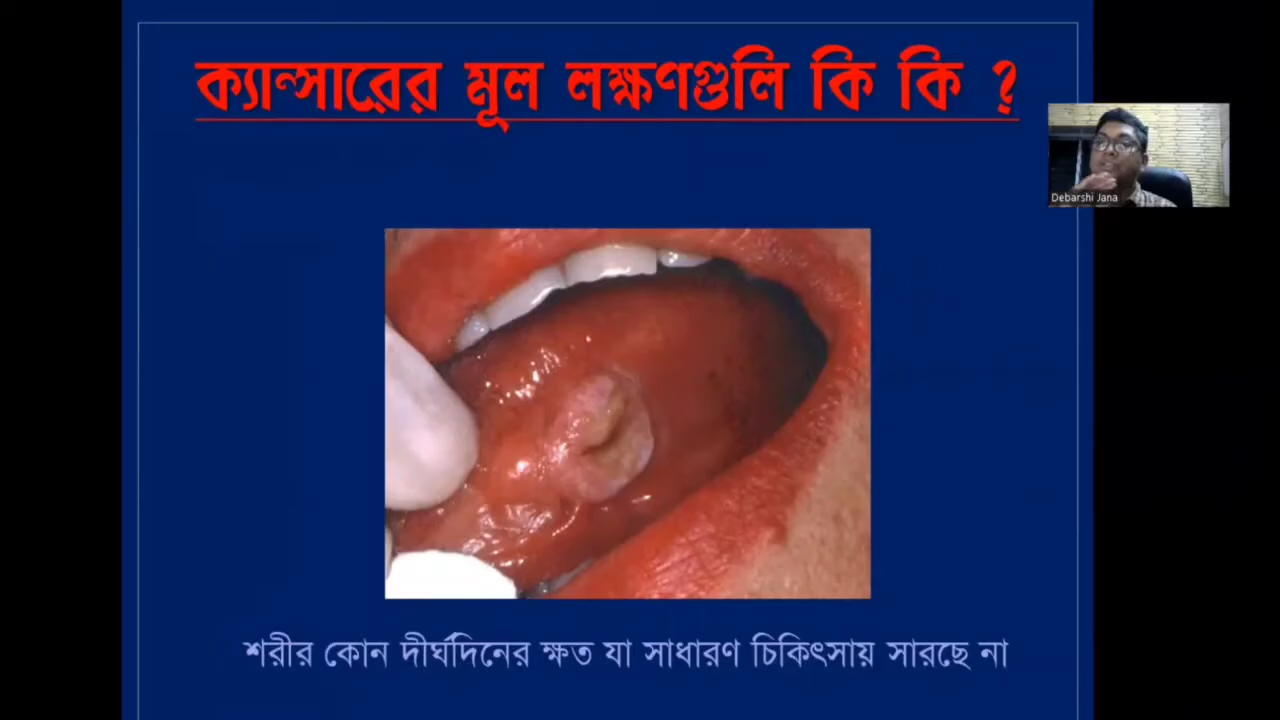 ক্যান্সারের মূল লক্ষণগুলি কি কি ?
Debarshi Jana
শরীর কোন দীর্ঘদিনের ক্ষত যা সাধারণ চিকিৎসায় সারছে না